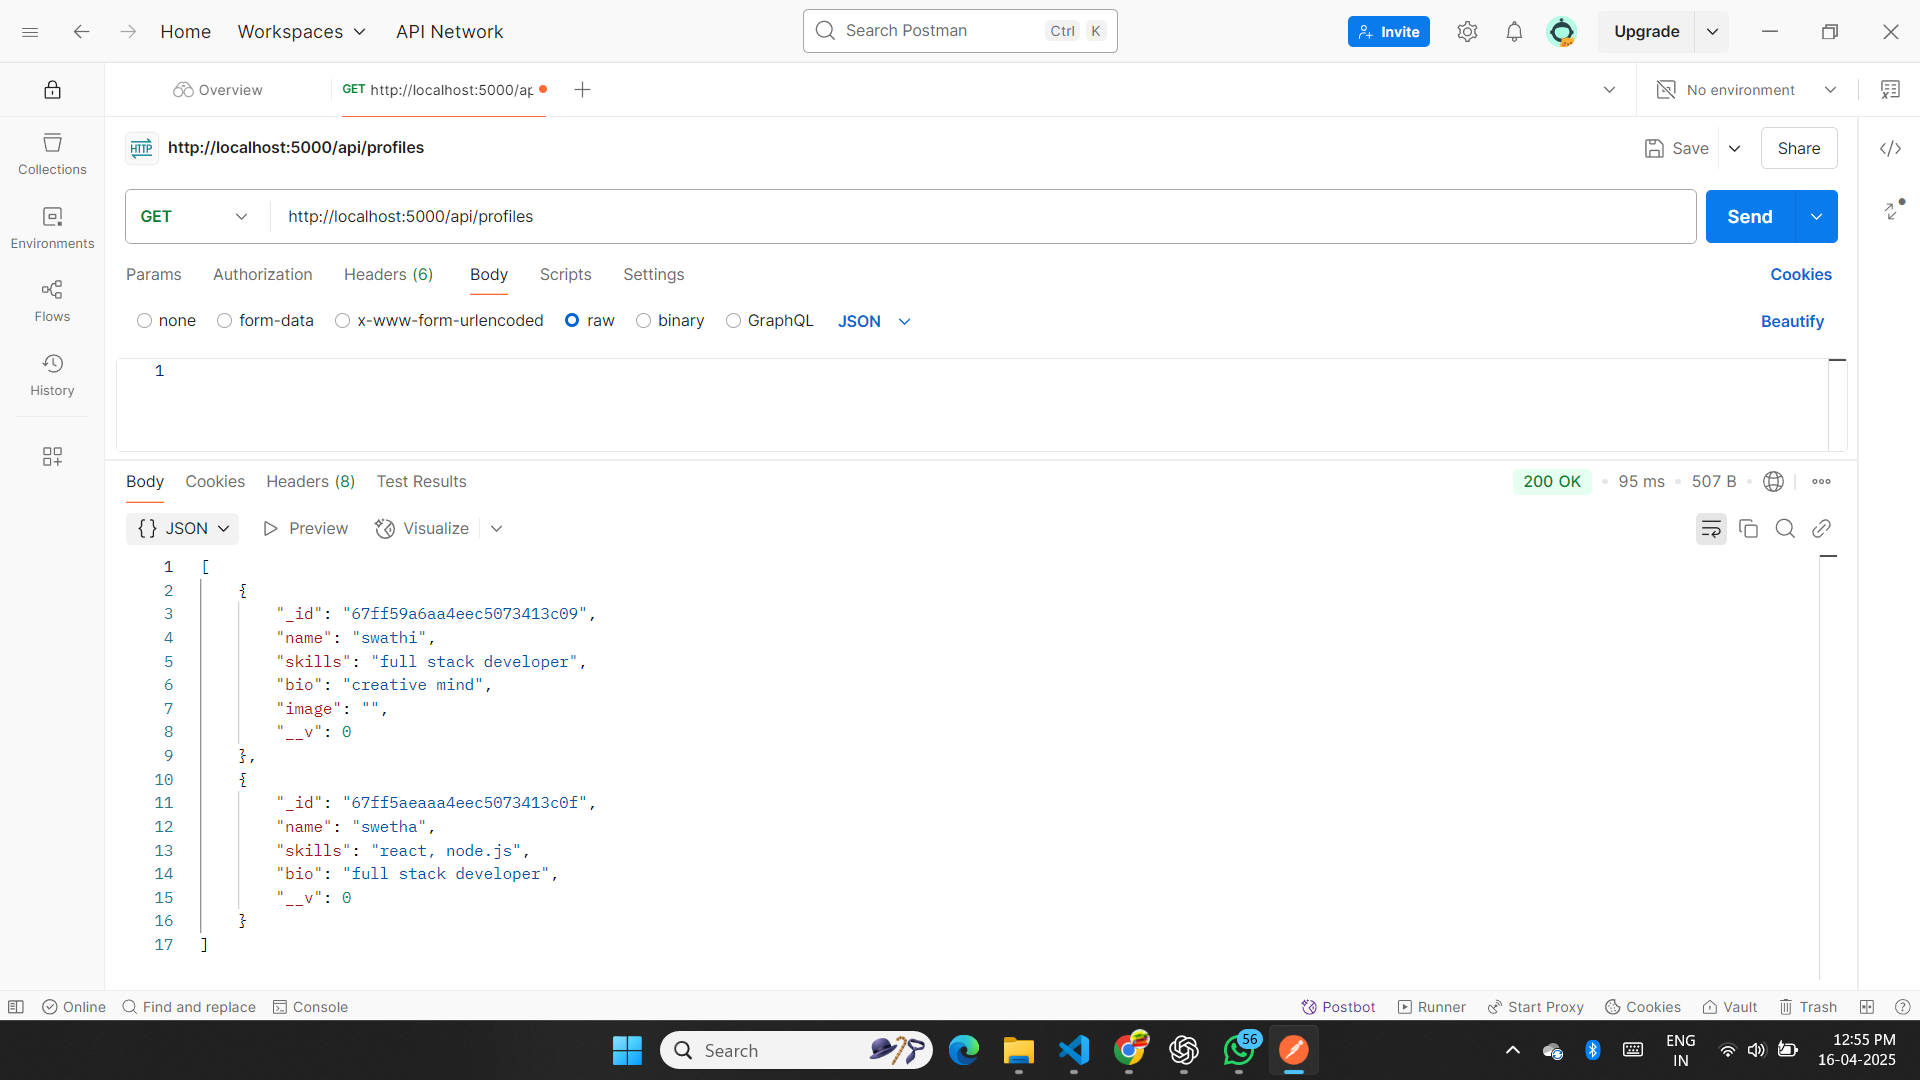 Home Workspaces API Network Search Postman Ctrl K Invite Upgrade
Overview GET http://localhost:5000/ap No environment
HTTP http://localhost:5000/api/profiles Save Share
GET http://localhost:5000/api/profiles Send
Params Authorization Headers (6) Body Scripts Settings Cookies
none form-data x-www-form-urlencoded raw binary GraphQL JSON Beautify
1
Collections
Environments
Flows
History
Body Cookies Headers (8) Test Results 200 OK • 95 ms • 507 B •
{} JSON Preview Visualize
1 [
2 {
3 "_id": "67ff59a6aa4eec5073413c09",
4 "name": "swathi",
5 "skills": "full stack developer",
6 "bio": "creative mind",
7 "image": "",
8 "__v": 0
9 },
10 {
11 "_id": "67ff5aeaaa4eec5073413c0f",
12 "name": "swetha",
13 "skills": "react, node.js",
14 "bio": "full stack developer",
15 "__v": 0
16 }
17 ]
Online Find and replace Console Postbot Runner Start Proxy Cookies Vault Trash
Search 56 ENG 12:55 PM
IN 16-04-2025